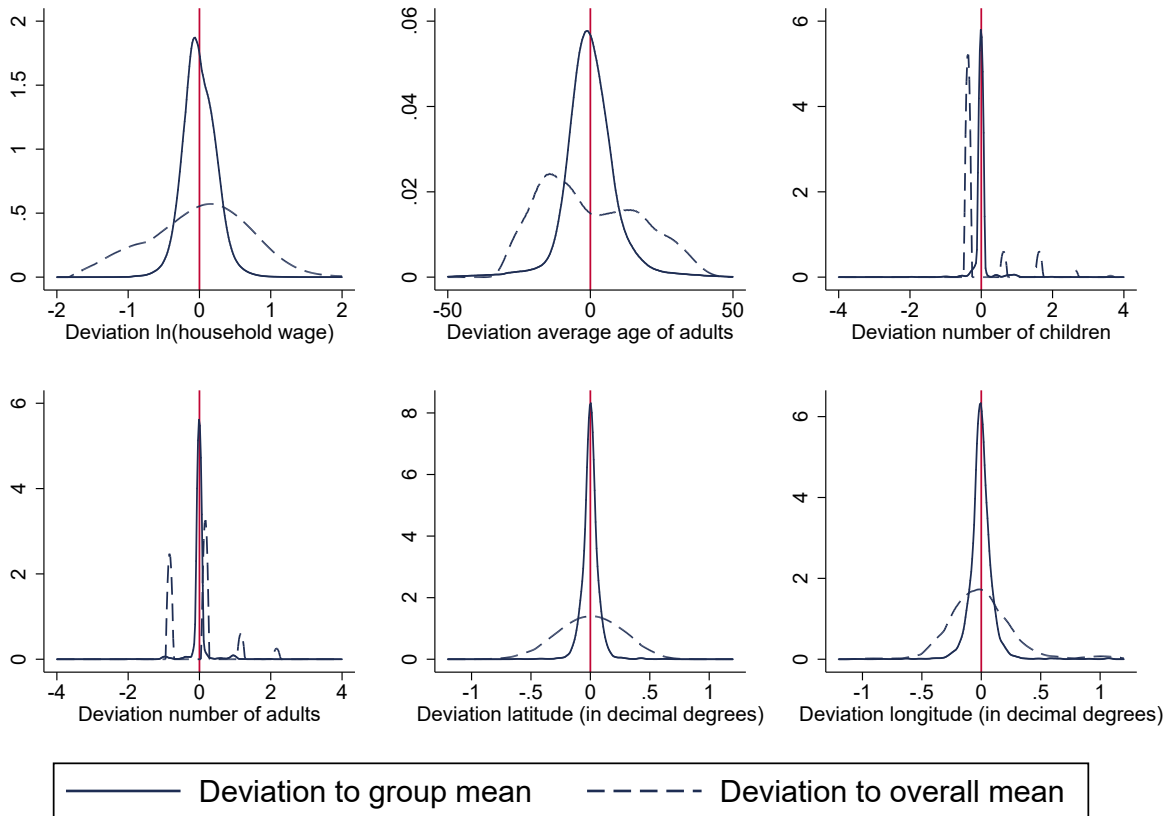 2
1.5
1
.5
0
-2 -1 0 1 2
Deviation ln(household wage)
.06
.04
.02
0
-50 0 50
Deviation average age of adults
6
4
2
0
-4 -2 0 2 4
Deviation number of children
6
4
2
0
-4 -2 0 2 4
Deviation number of adults
8
6
4
2
0
-1 -.5 0 .5 1
Deviation latitude (in decimal degrees)
6
4
2
0
-1 -.5 0 .5 1
Deviation longitude (in decimal degrees)
Deviation to group mean Deviation to overall mean